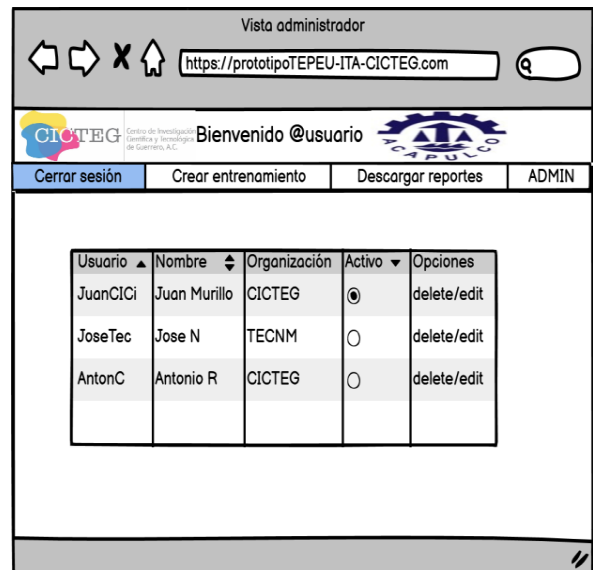 Vista administrador
https://prototipoTEPEU-ITA-CICTEG.com
CICTEG
Centro de Investigación
Científica y Tecnológica
de Guerrero, A.C.
Bienvenido @usuario
ITA
ACAPULCO
Cerrar sesión Crear entrenamiento Descargar reportes ADMIN
Usuario Nombre Organización Activo Opciones
JuanCICi Juan Murillo CICTEG delete/edit
JoseTec Jose N TECNM delete/edit
AntonC Antonio R CICTEG delete/edit